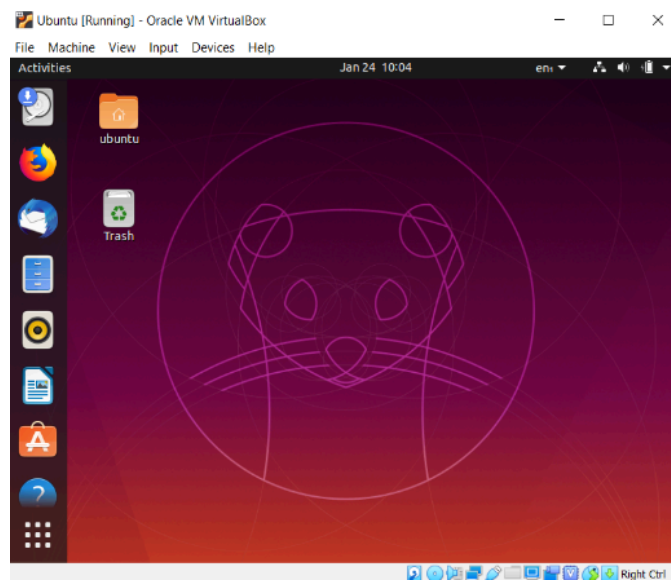 Ubuntu [Running] - Oracle VM VirtualBox
File Machine View Input Devices Help
Activities Jan 24 10:04 en₁
ubuntu
Trash
Right Ctrl